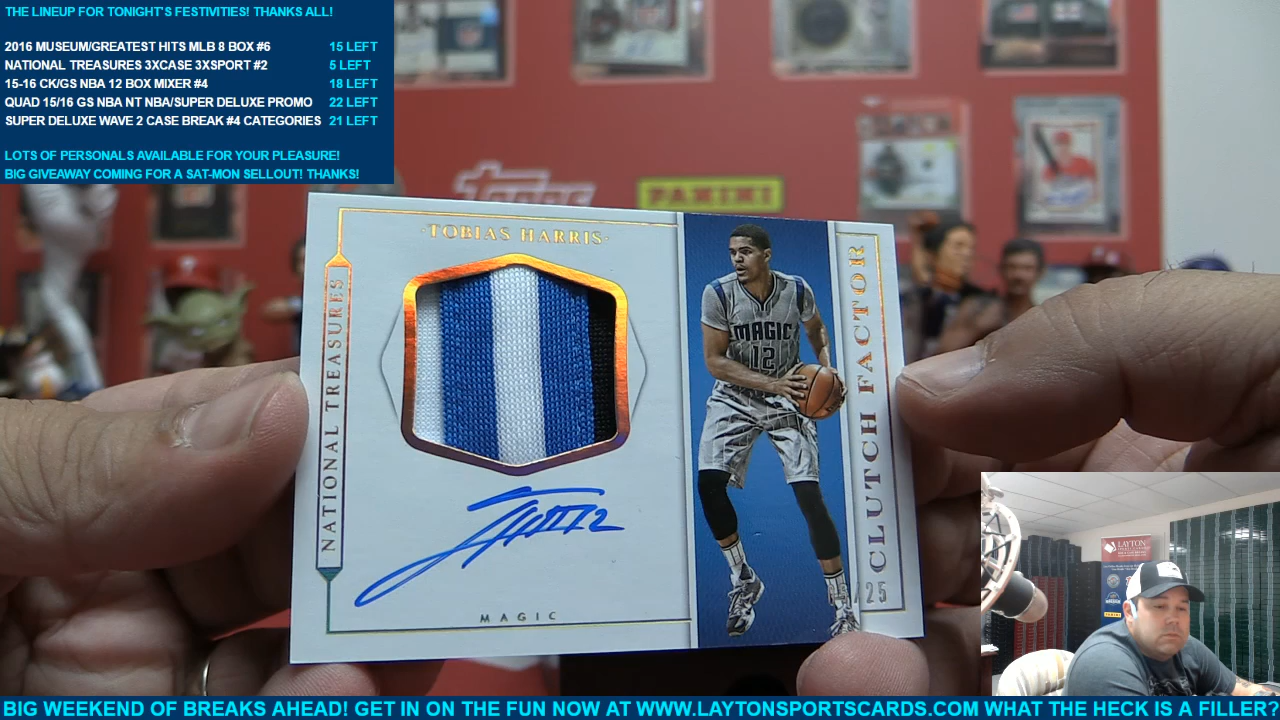 THE LINEUP FOR TONIGHT'S FESTIVITIES! THANKS ALL!
2016 MUSEUM/GREATEST HITS MLB 8 BOX #6 15 LEFT
NATIONAL TREASURES 3XCASE 3XSPORT #2 5 LEFT
15-16 CK/GS NBA 12 BOX MIXER #4 18 LEFT
QUAD 15/16 GS NBA NT NBA/SUPER DELUXE PROMO 22 LEFT
SUPER DELUXE WAVE 2 CASE BREAK #4 CATEGORIES 21 LEFT
LOTS OF PERSONALS AVAILABLE FOR YOUR PLEASURE!
BIG GIVEAWAY COMING FOR A SAT-MON SELLOUT! THANKS!
Topps
PANINI
TOBIAS HARRIS
NATIONAL TREASURES
MAGIC
12
CLUTCH FACTOR
/25
MAGIC
LAYTON
BIG WEEKEND OF BREAKS AHEAD! GET IN ON THE FUN NOW AT WWW.LAYTONSPORTSCARDS.COM WHAT THE HECK IS A FILLER?